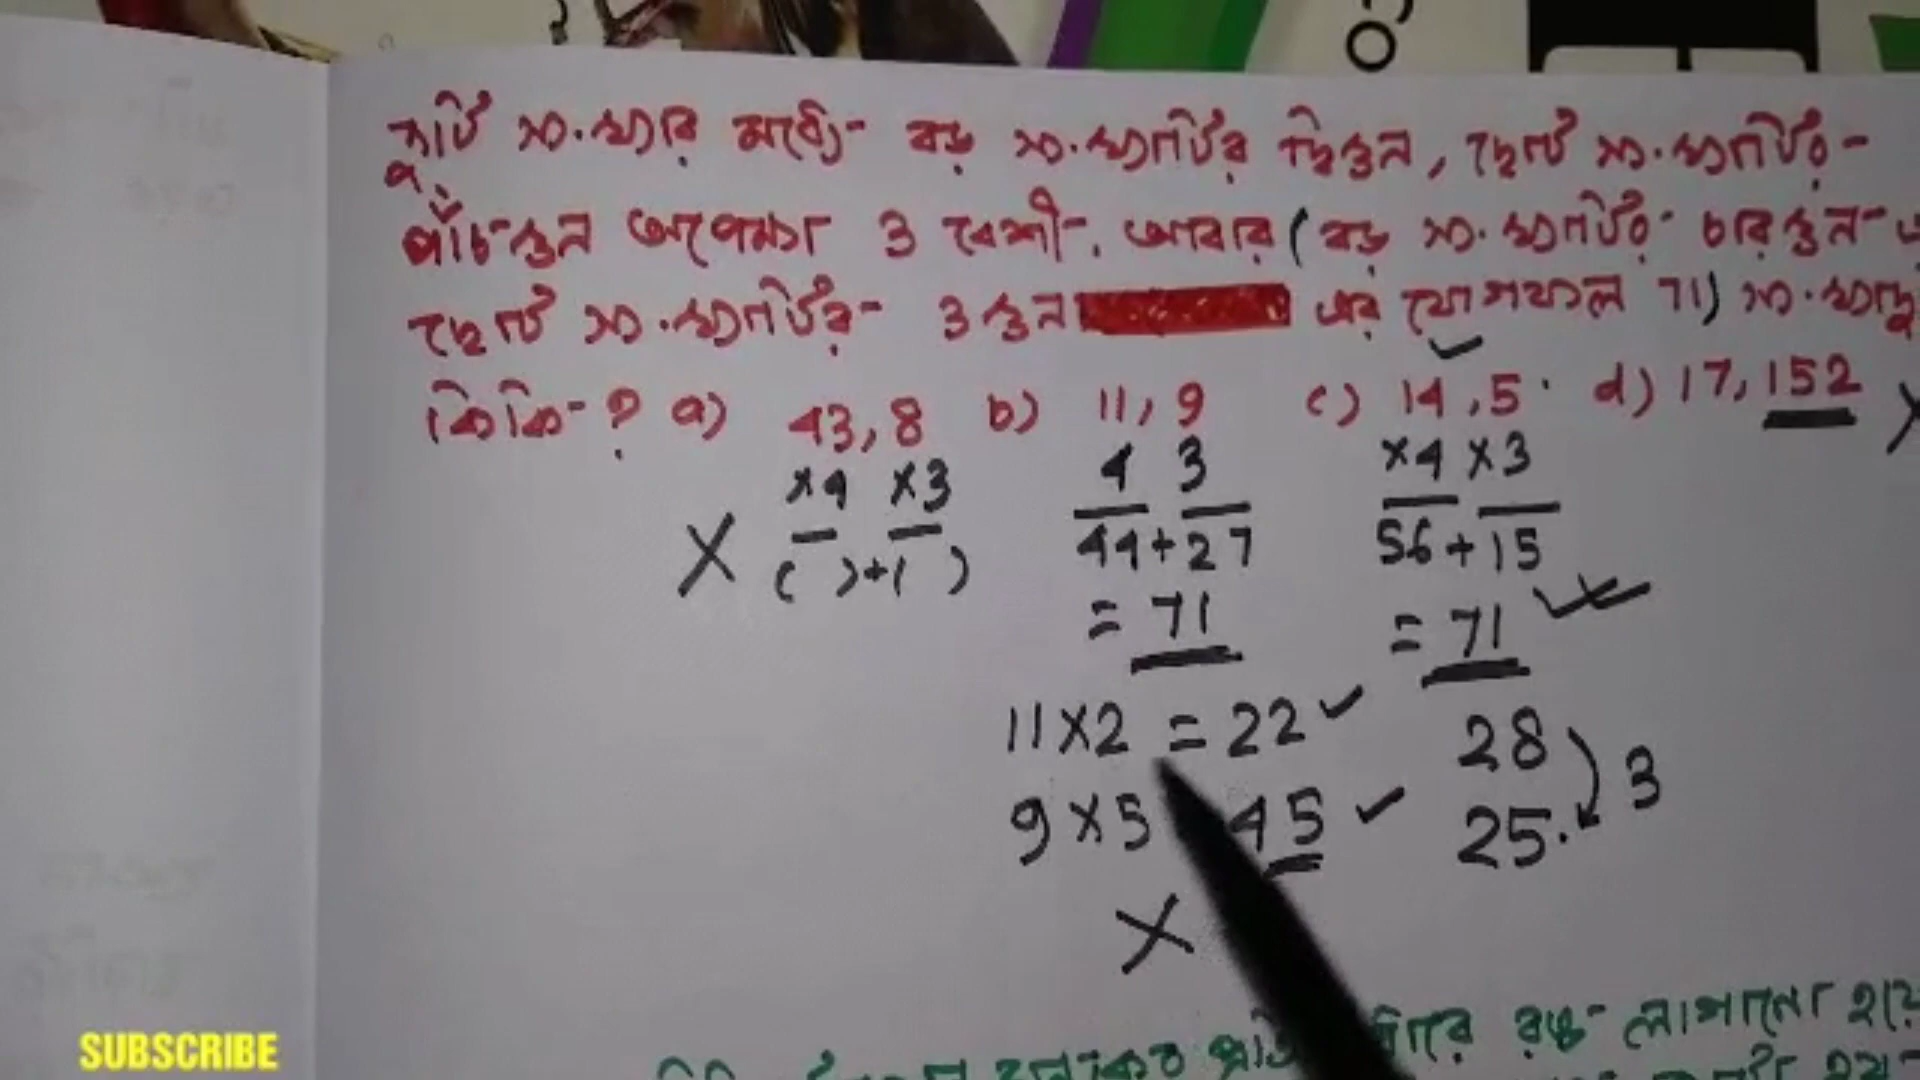 দুটি সংখ্যার মধ্যে বড় সংখ্যাটির দ্বিগুন, ছোট সংখ্যাটির
পাঁচগুন অপেক্ষা 3 বেশী. আবার (বড় সংখ্যাটির চারগুন
ছোট সংখ্যাটির 3 গুন এর যোগফল 71)
কি কি ? a) 43, 8 b) 11, 9 c) 14, 5 d) 17, 152 X
×4 ×3 4 3 ×4 ×3
X ( ) + ( ) 44 + 27 56 + 15
= 71 = 71
11 × 2 = 22 28
9 × 5 45 25. 3
X
রঙ লাগানো
SUBSCRIBE